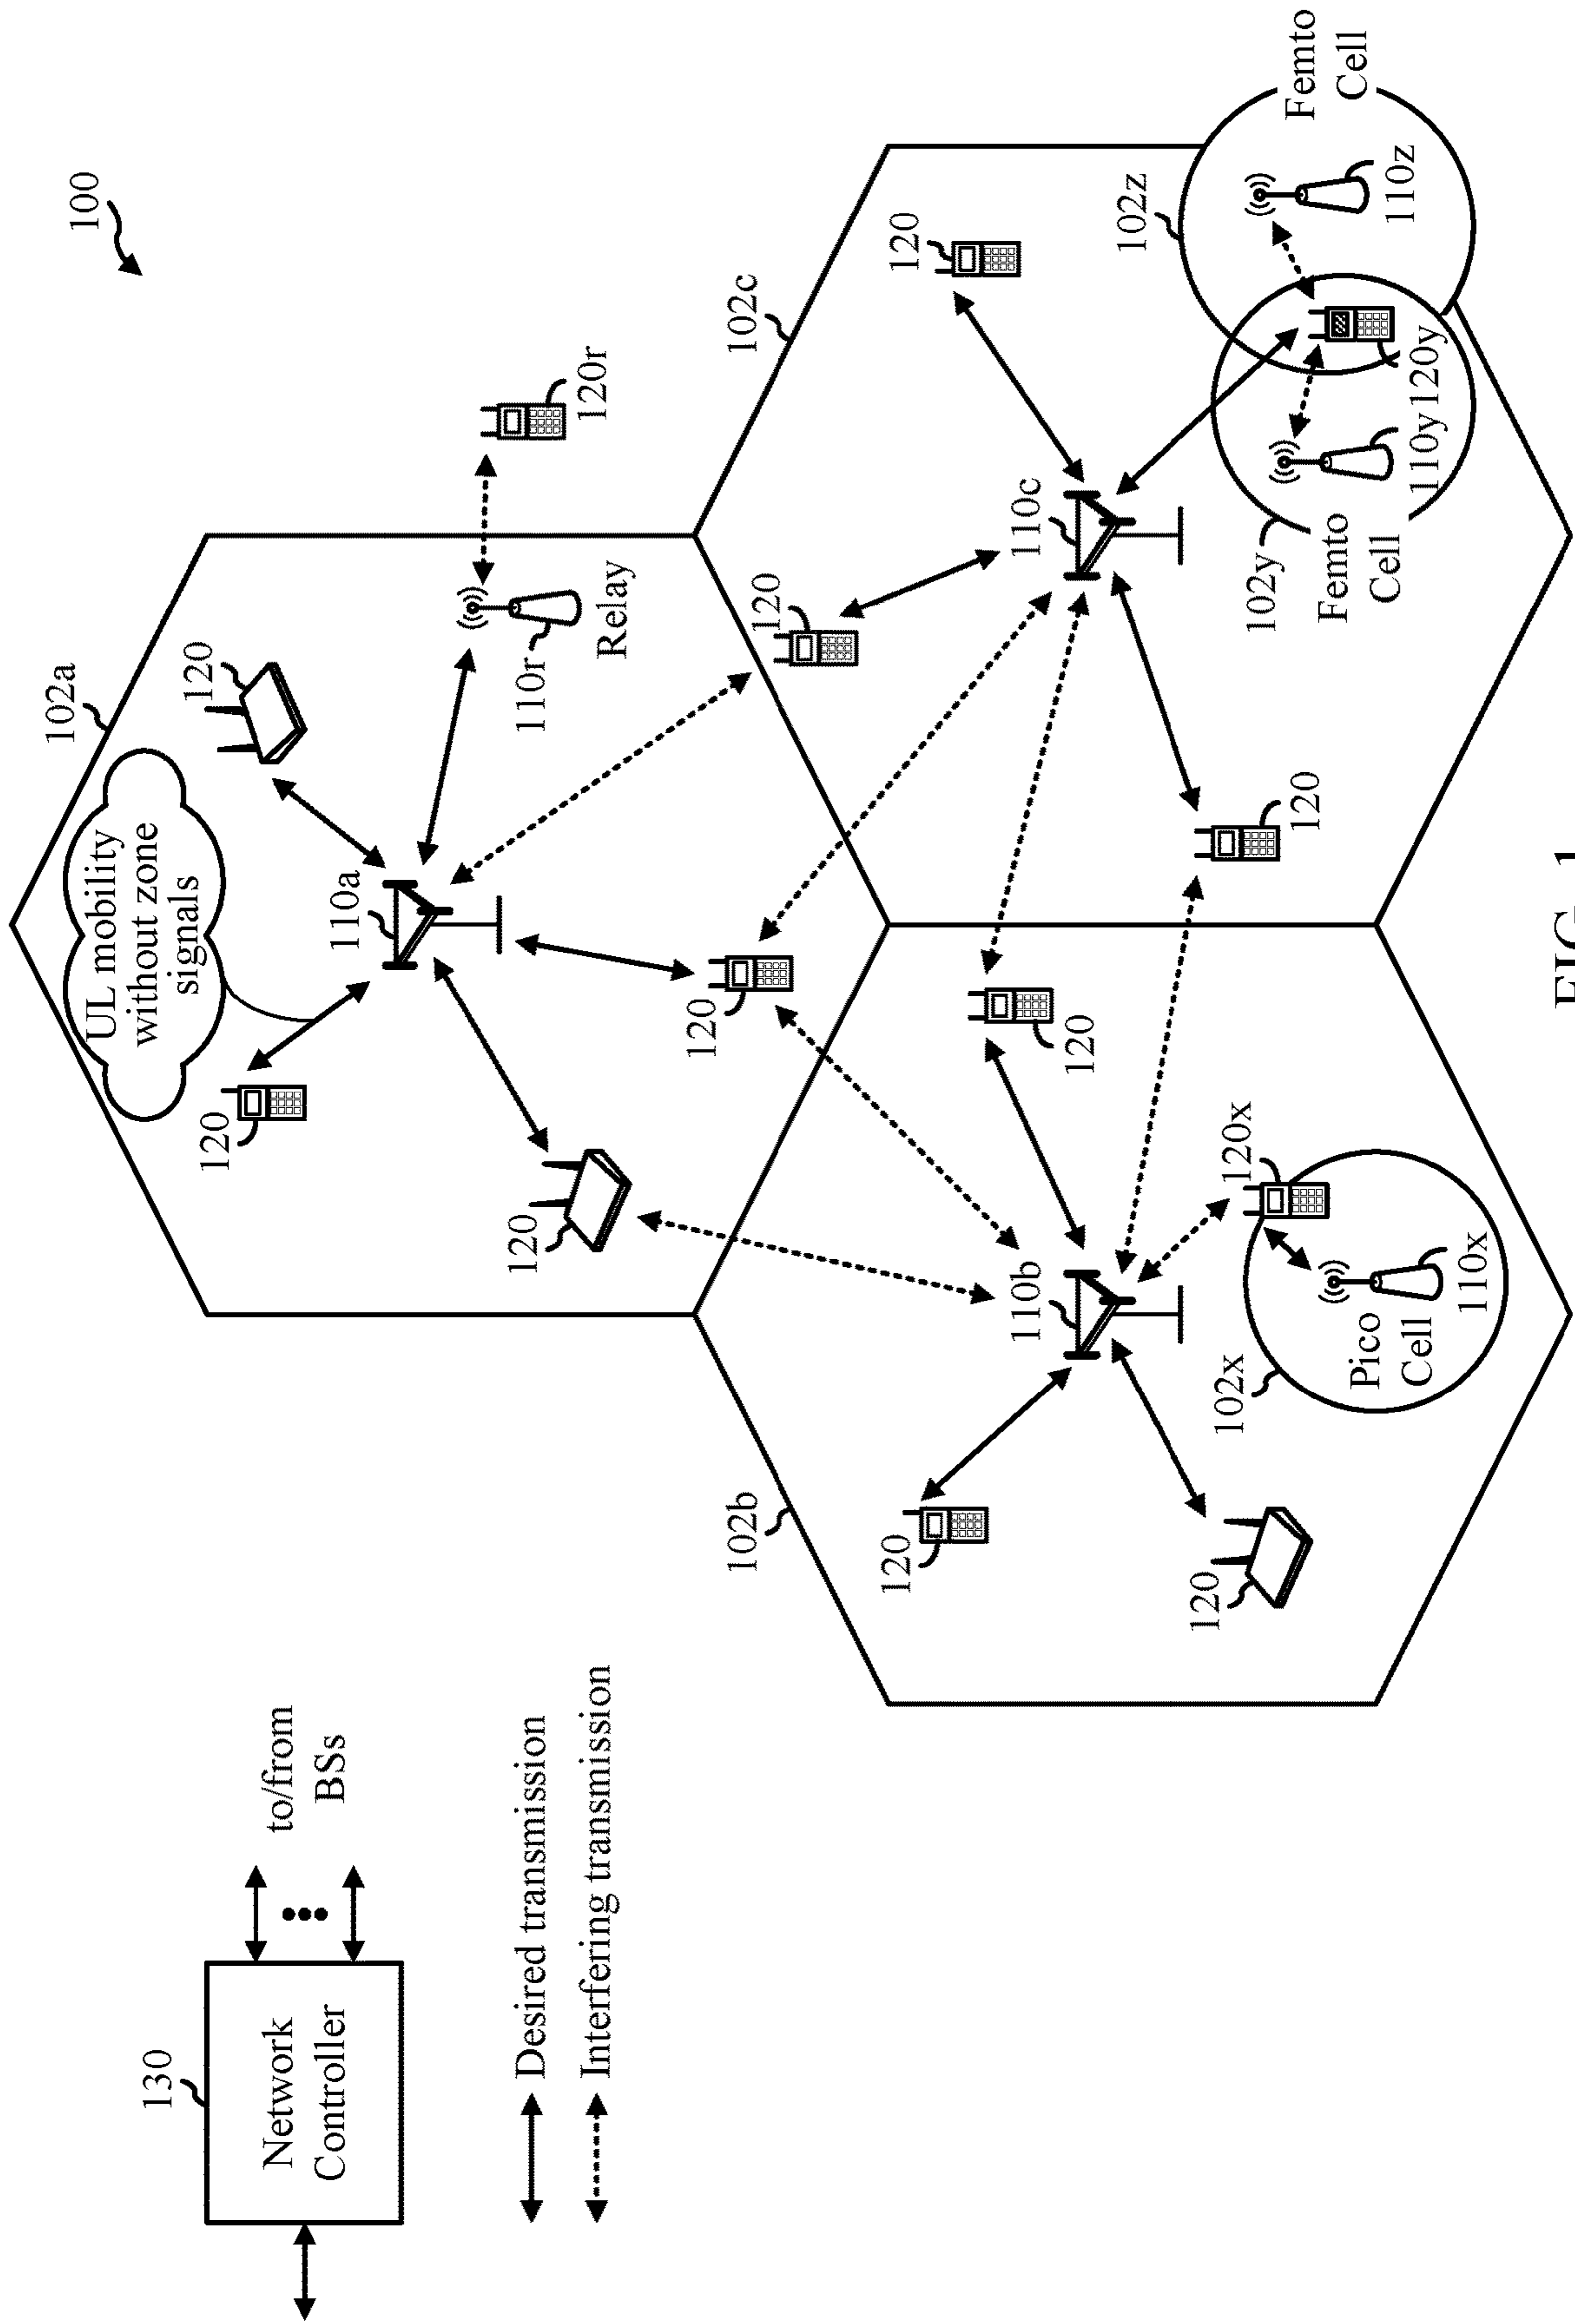 100
130
Network
Controller
to/from
BSs
Desired transmission
Interfering transmission
102a
UL mobility
without zone
signals
120
120
110a
120
110r
Relay
120r
120
102b
120
110b
120
120
102x
Pico
Cell
110x
120x
102c
120
110c
120
120
102y
Femto
Cell
110y
120y
102z
110z
Femto
Cell
FIG. 1